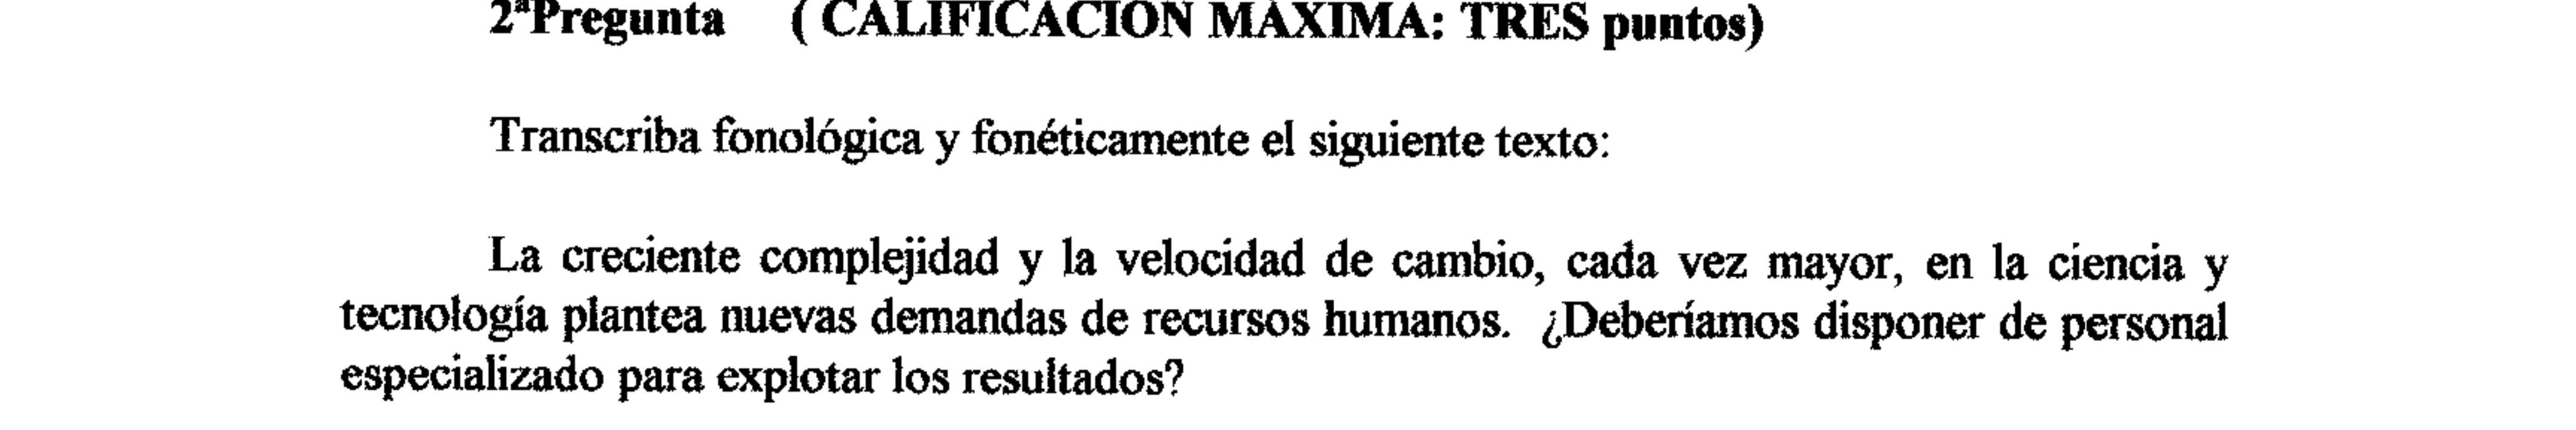 2ªPregunta ( CALIFICACION MÁXIMA: TRES puntos)
Transcriba fonológica y fonéticamente el siguiente texto:
La creciente complejidad y la velocidad de cambio, cada vez mayor, en la ciencia y
tecnología plantea nuevas demandas de recursos humanos. ¿Deberíamos disponer de personal
especializado para explotar los resultados?